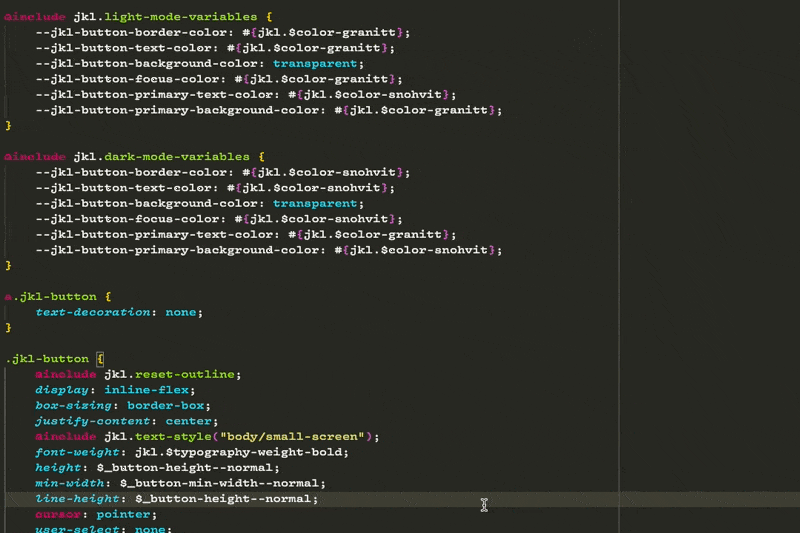 @include jkl.light-mode-variables {
--jkl-button-border-color: #{jkl.$color-granitt};
--jkl-button-text-color: #{jkl.$color-granitt};
--jkl-button-background-color: transparent;
--jkl-button-focus-color: #{jkl.$color-granitt};
--jkl-button-primary-text-color: #{jkl.$color-snohvit};
--jkl-button-primary-background-color: #{jkl.$color-granitt};
}
@include jkl.dark-mode-variables {
--jkl-button-border-color: #{jkl.$color-snohvit};
--jkl-button-text-color: #{jkl.$color-snohvit};
--jkl-button-background-color: transparent;
--jkl-button-focus-color: #{jkl.$color-snohvit};
--jkl-button-primary-text-color: #{jkl.$color-granitt};
--jkl-button-primary-background-color: #{jkl.$color-snohvit};
}
a.jkl-button {
text-decoration: none;
}
.jkl-button {
@include jkl.reset-outline;
display: inline-flex;
box-sizing: border-box;
justify-content: center;
@include jkl.text-style("body/small-screen");
font-weight: jkl.$typography-weight-bold;
height: $_button-height--normal;
min-width: $_button-min-width--normal;
line-height: $_button-height--normal;
cursor: pointer;
user-select: none;